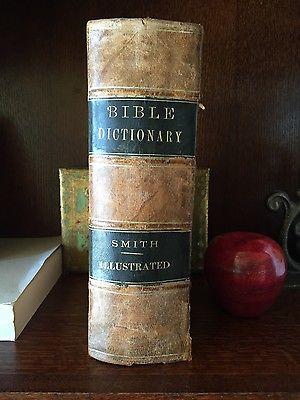 BIBLE
DICTIONARY
SMITH
ILLUSTRATED